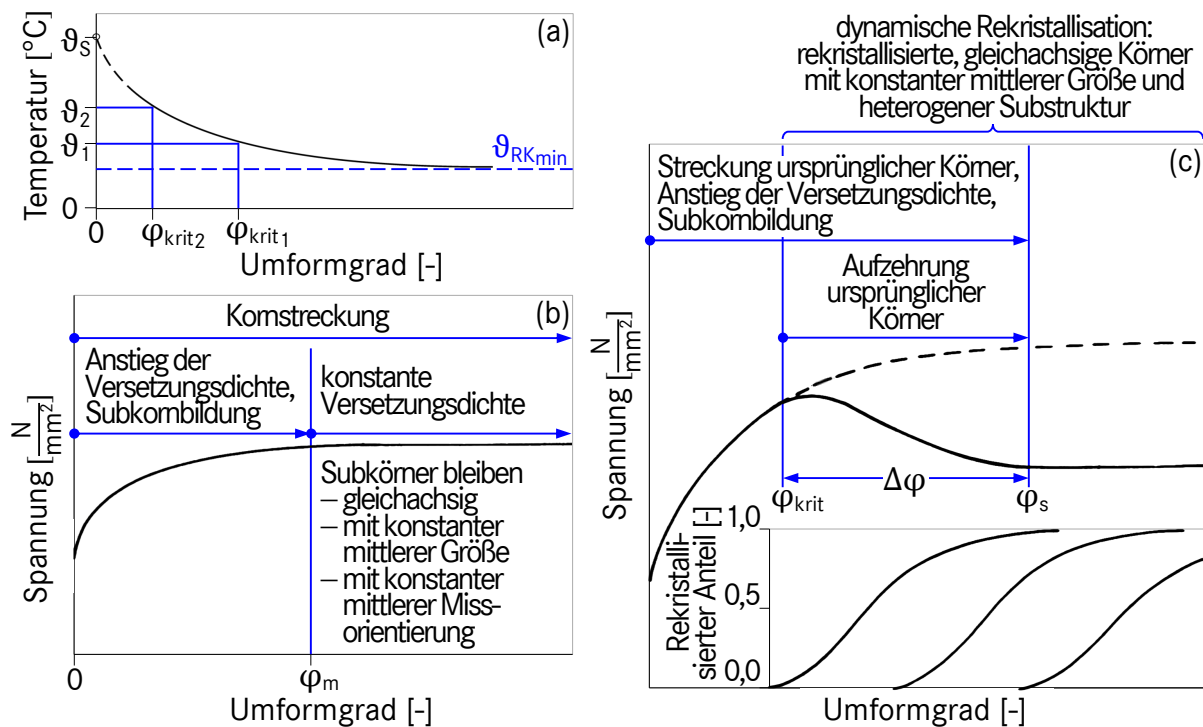 (a)
Temperatur [°C]
ϑS
ϑ2
ϑ1
0
ϑRKmin
0
φkrit2
φkrit1
Umformgrad [-]
(b)
Kornstreckung
Anstieg der
Versetzungsdichte,
Subkornbildung
konstante
Versetzungsdichte
Subkörner bleiben
– gleichachsig
– mit konstanter
mittlerer Größe
– mit konstanter
mittlerer Miss-
orientierung
Spannung [N/mm²]
0
φm
Umformgrad [-]
dynamische Rekristallisation:
rekristallisierte, gleichachsige Körner
mit konstanter mittlerer Größe und
heterogener Substruktur
(c)
Streckung ursprünglicher Körner,
Anstieg der Versetzungsdichte,
Subkornbildung
Aufzehrung
ursprünglicher
Körner
Spannung [N/mm²]
φkrit
Δφ
φs
Rekristalli-
sierter Anteil [-]
1,0
0,5
0,0
Umformgrad [-]